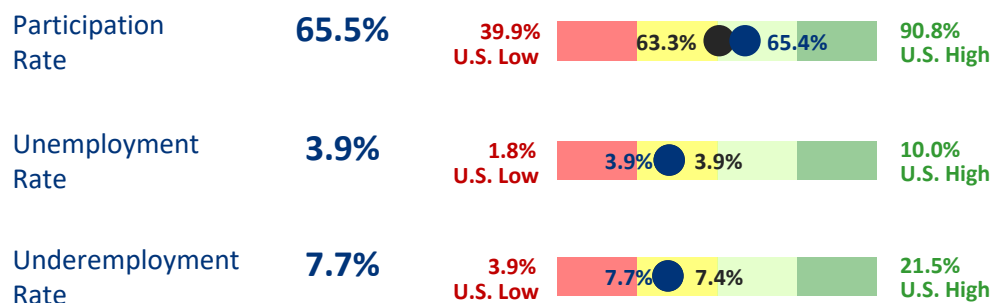 Participation
Rate
65.5%
39.9%
U.S. Low
63.3%
65.4%
90.8%
U.S. High
Unemployment
Rate
3.9%
1.8%
U.S. Low
3.9%
3.9%
10.0%
U.S. High
Underemployment
Rate
7.7%
3.9%
U.S. Low
7.7%
7.4%
21.5%
U.S. High